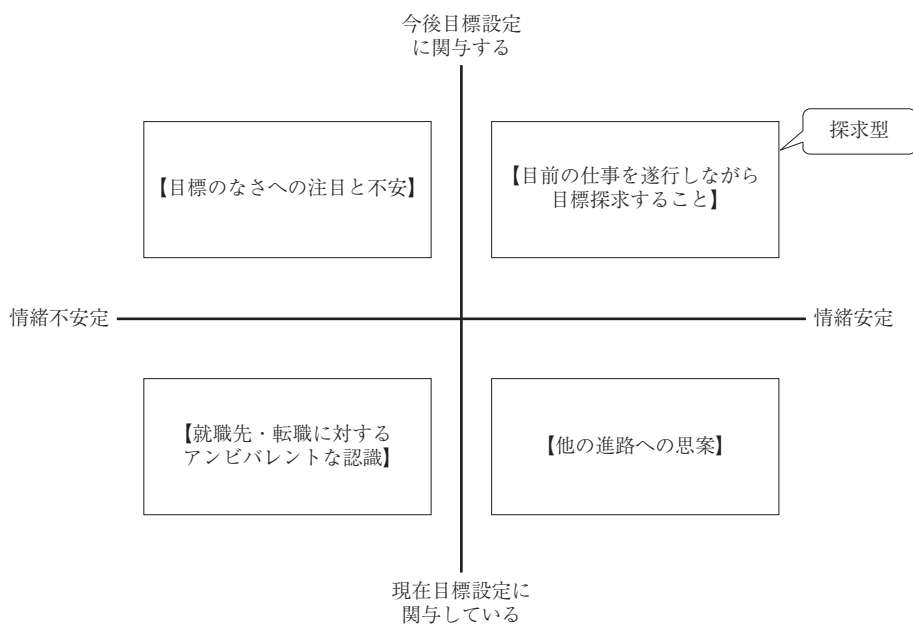 今後目標設定
に関与する
探求型
【目標のなさへの注目と不安】
【目前の仕事を遂行しながら
目標探求すること】
情緒不安定
情緒安定
【就職先・転職に対する
アンビバレントな認識】
【他の進路への思案】
現在目標設定に
関与している